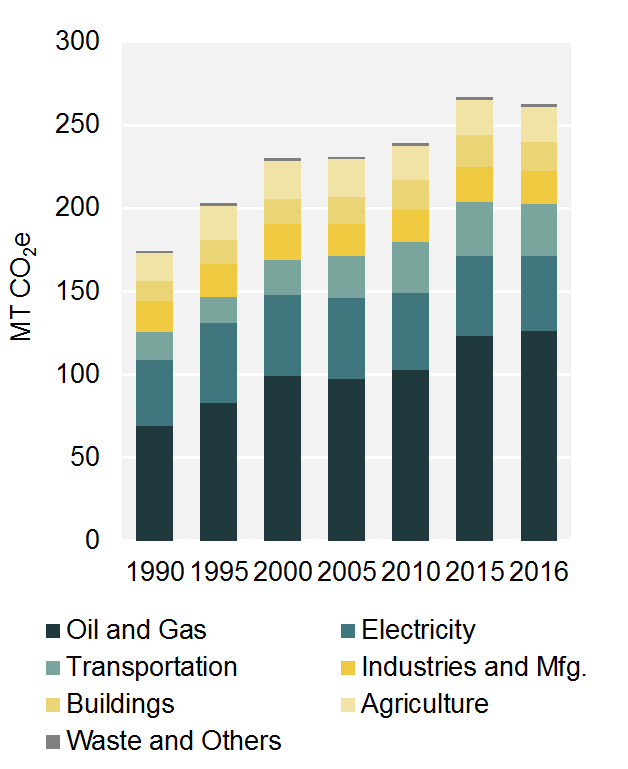 300
250
200
150
100
50
0
MT CO₂e
1990 1995 2000 2005 2010 2015 2016
Oil and Gas Electricity
Transportation Industries and Mfg.
Buildings Agriculture
Waste and Others